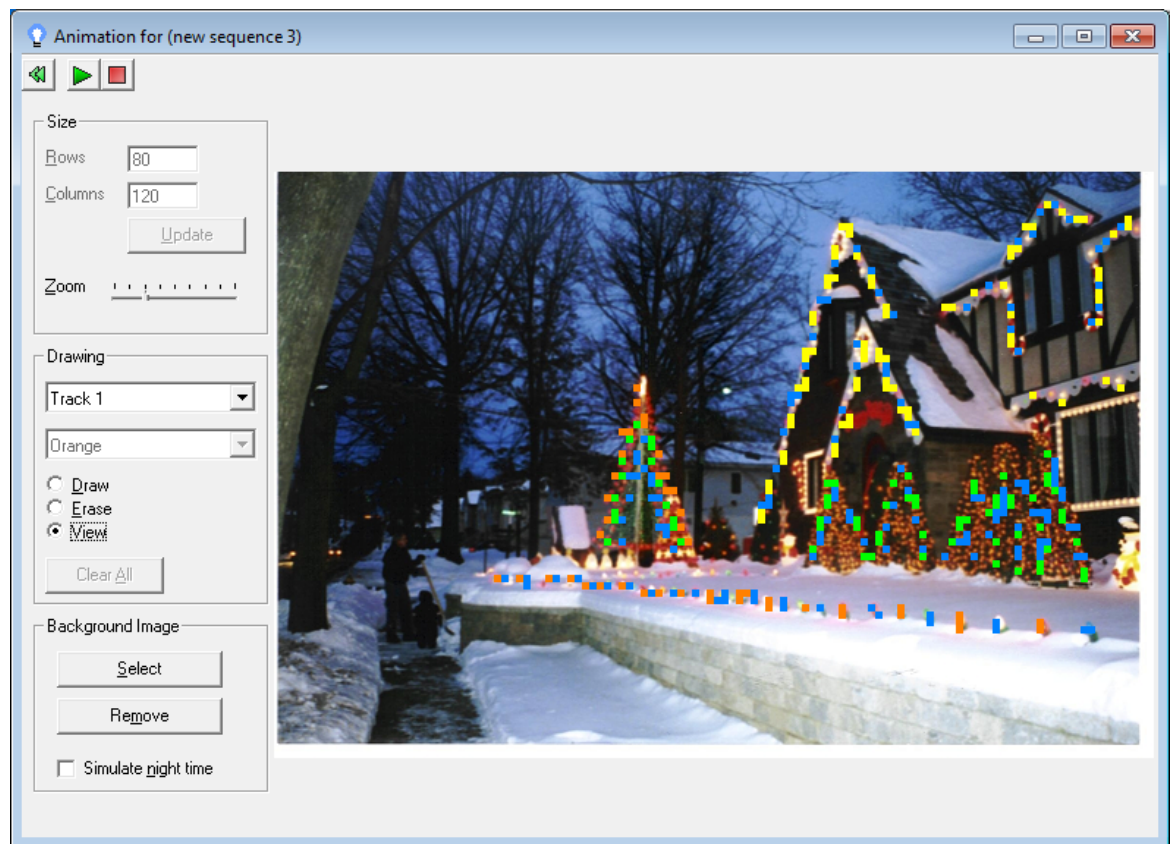 Animation for (new sequence 3)
Size
Rows 80
Columns 120
Update
Zoom
Drawing
Track 1
Orange
Draw
Erase
View
Clear All
Background Image
Select
Remove
Simulate night time